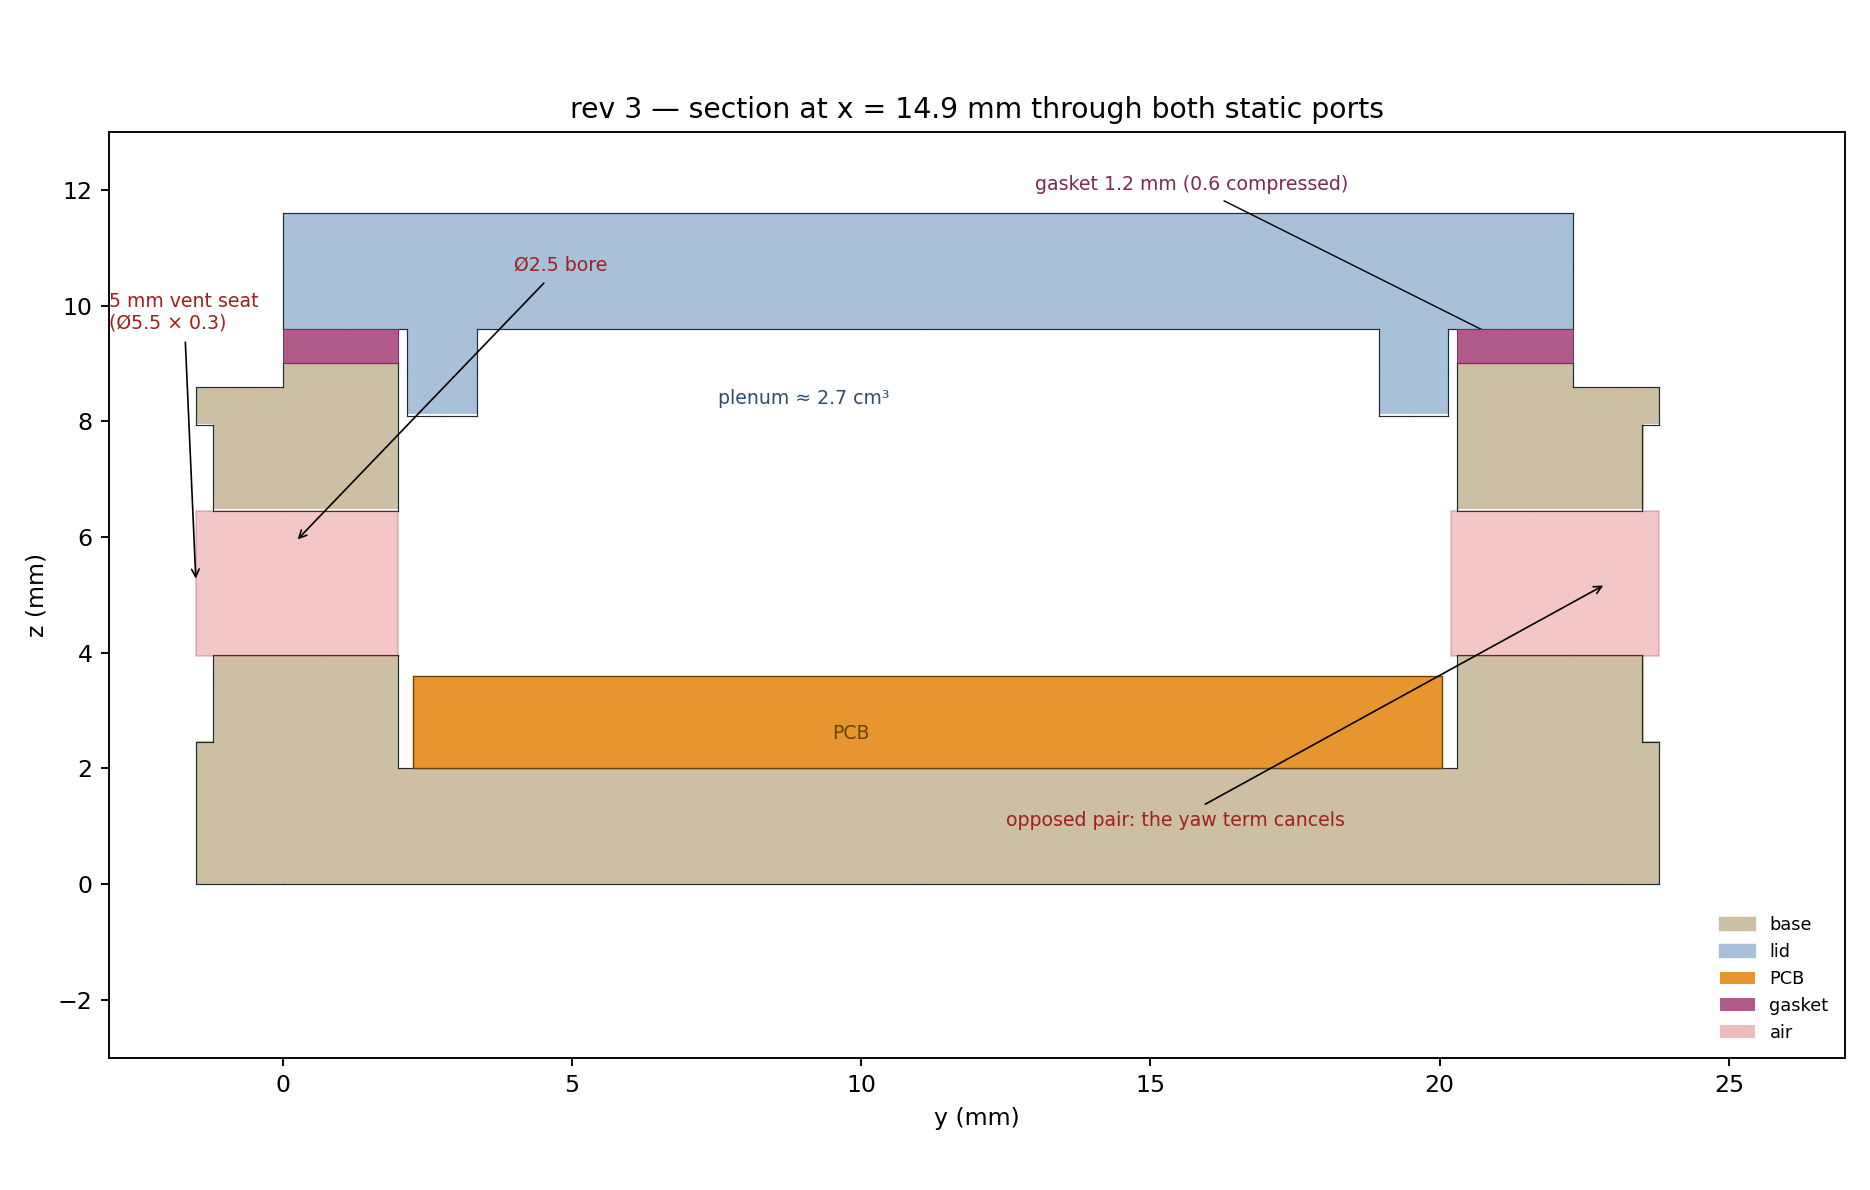 rev 3 — section at x = 14.9 mm through both static ports
gasket 1.2 mm (0.6 compressed)
Ø2.5 bore
5 mm vent seat
(Ø5.5 × 0.3)
plenum ≈ 2.7 cm³
PCB
opposed pair: the yaw term cancels
12
10
8
6
4
2
0
−2
z (mm)
0
5
10
15
20
25
y (mm)
base
lid
PCB
gasket
air